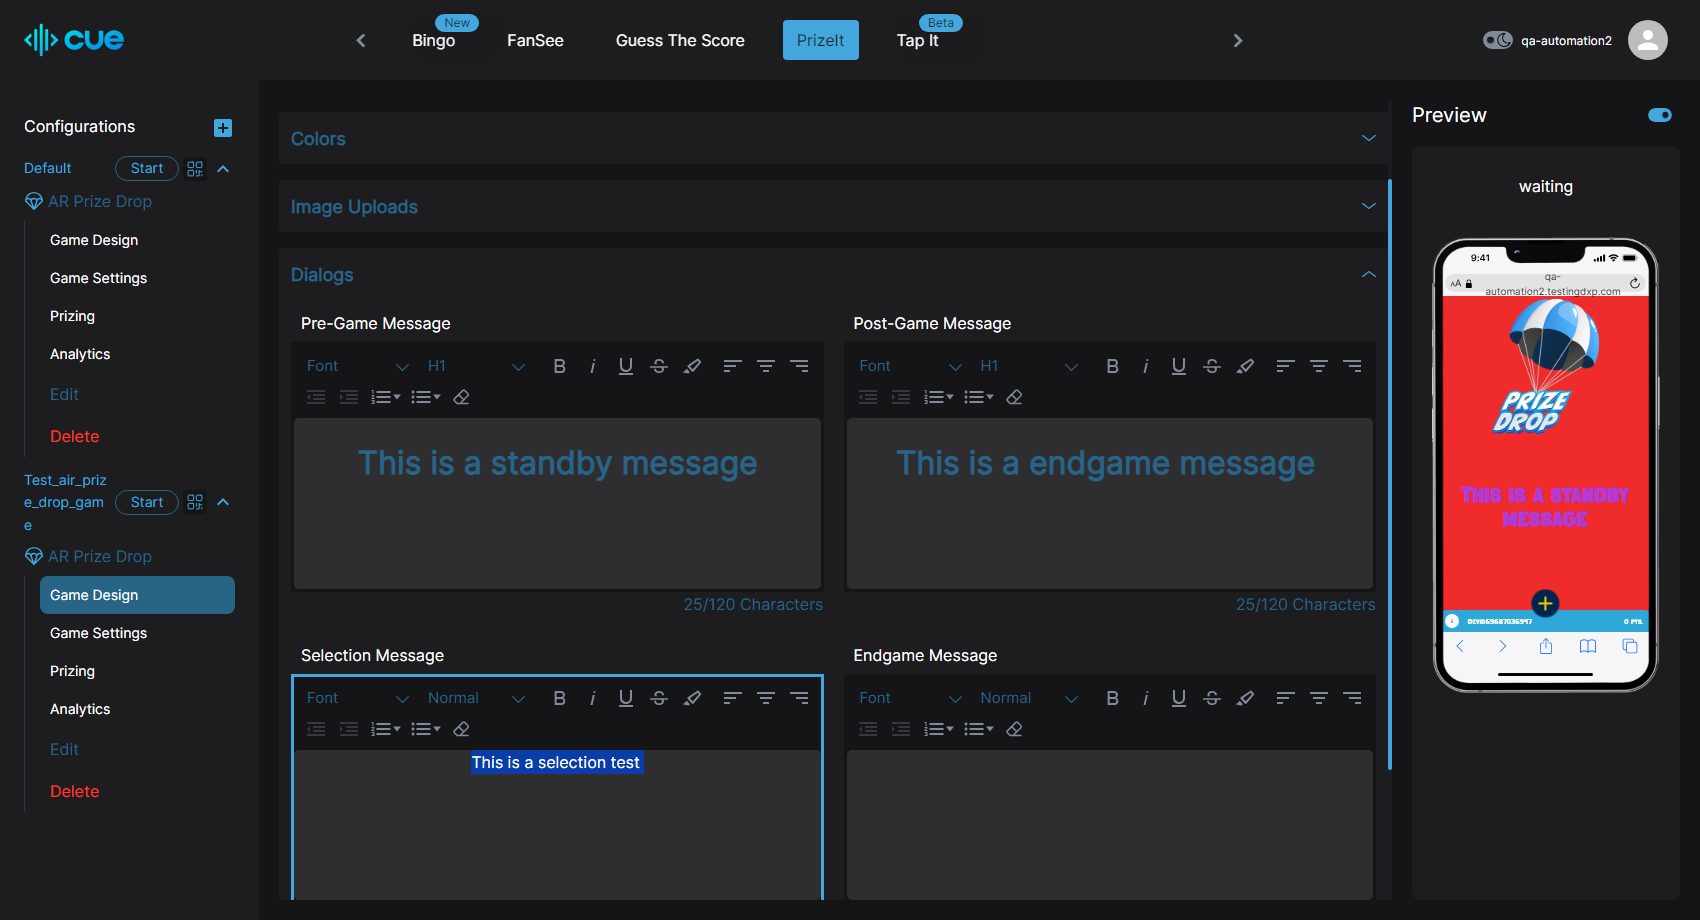 cue
New
Bingo
FanSee
Guess The Score
PrizeIt
Beta
Tap It
qa-automation2
Configurations
Default
Start
AR Prize Drop
Game Design
Game Settings
Prizing
Analytics
Edit
Delete
Test_air_priz
e_drop_gam
e
Start
AR Prize Drop
Game Design
Game Settings
Prizing
Analytics
Edit
Delete
Colors
Image Uploads
Dialogs
Pre-Game Message
Font
H1
B i U S
This is a standby message
25/120 Characters
Post-Game Message
Font
H1
B i U S
This is a endgame message
25/120 Characters
Selection Message
Font
Normal
B i U S
This is a selection test
Endgame Message
Font
Normal
B i U S
Preview
waiting
9:41
AA
qa-
automation2.testingdxp.com
PRIZE
DROP
THIS IS A STANDBY
MESSAGE
0 PTS.